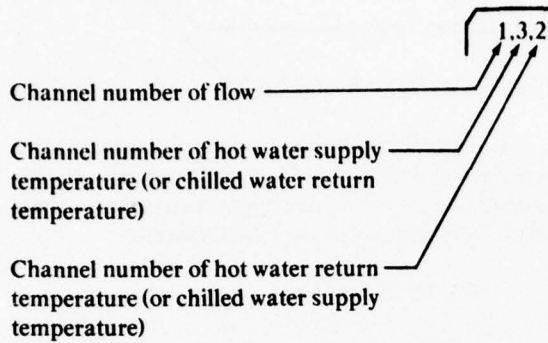 1,3,2
Channel number of flow
Channel number of hot water supply
temperature (or chilled water return
temperature)
Channel number of hot water return
temperature (or chilled water supply
temperature)